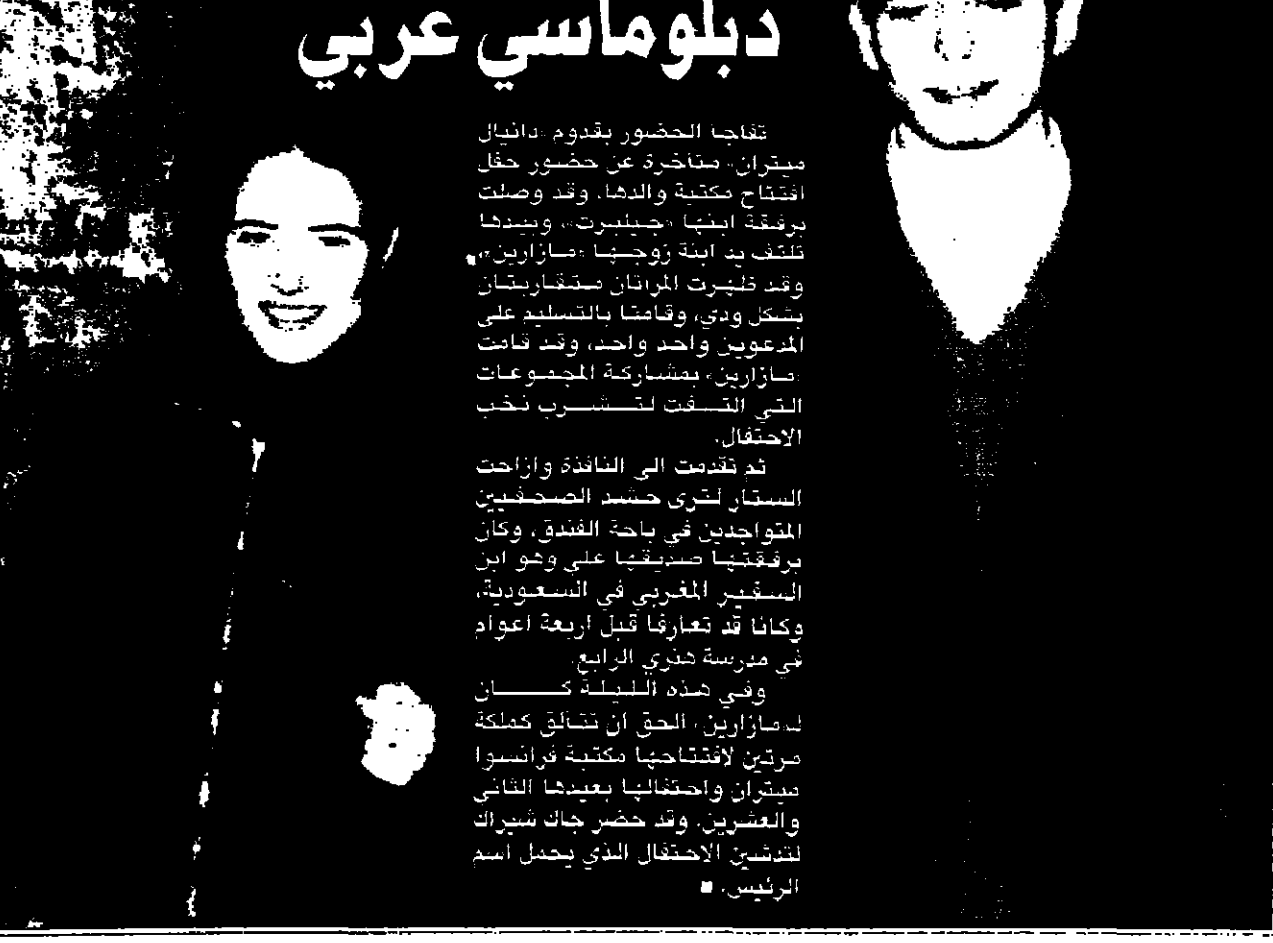 دبلوماسي عربي
تفاجا الحضور بقدوم «دانيال
ميتران» متأخرة عن حضور حفل
افتتاح مكتبة والدها، وقد وصلت
برفقة ابنها «جيلبرت»، وبيدها
تلتف يد ابنة زوجها «مازارين»،
وقد ظهرت المراتان متقاربتان
بشكل ودي، وقامتا بالتسليم على
المدعوين واحد واحد، وقد قامت
«مازارين» بمشاركة المجموعات
التي التفت لتشرب نخب
الاحتفال.
ثم تقدمت الى النافذة وازاحت
الستار لترى حشد الصحفيين
المتواجدين في باحة الفندق، وكان
برفقتها صديقها علي وهو ابن
السفير المغربي في السعودية،
وكانا قد تعارفا قبل اربعة اعوام
في مدرسة هنري الرابع.
وفي هذه الليلة كان
لـ«مازارين» الحق ان تتألق كملكة
مرتين لافتتاحها مكتبة فرانسوا
ميتران واحتفالها بعيدها الثاني
والعشرين، وقد حضر جاك شيراك
لتدشين الاحتفال الذي يحمل اسم
الرئيس. ■